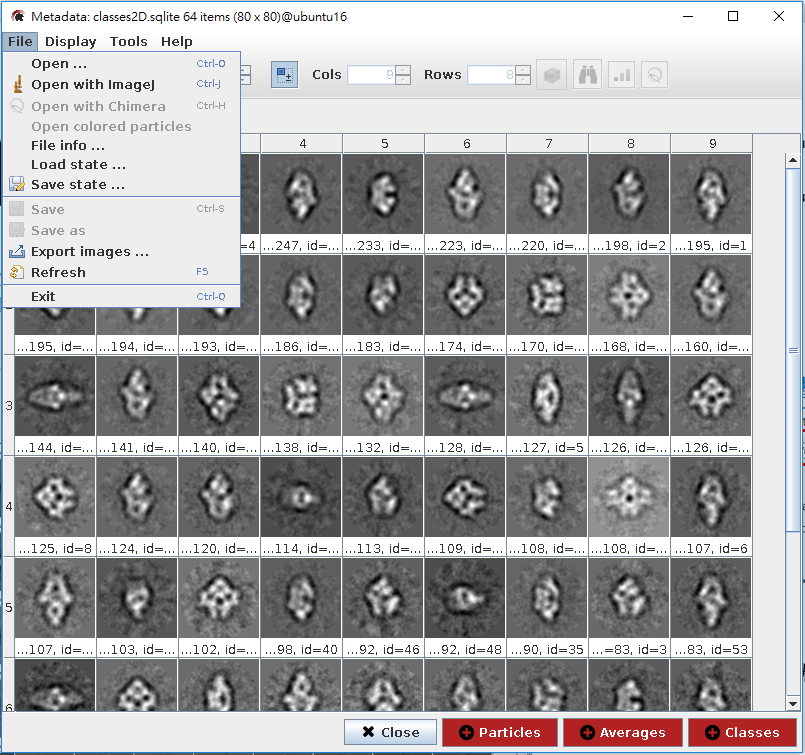 Metadata: classes2D.sqlite 64 items (80 x 80)@ubuntu16
File Display Tools Help
Open ... Ctrl-O
Open with ImageJ Ctrl-J
Open with Chimera Ctrl-H
Open colored particles
File info ...
Load state ...
Save state ...
Save Ctrl-S
Save as
Export images ...
Refresh F5
Exit Ctrl-Q
Cols 9 Rows 8
4 5 6 7 8 9
=4 ...247, id=... ...233, id=... ...223, id=... ...220, id=... ...198, id=2 ...195, id=1
...195, id=... ...194, id=... ...193, id=... ...186, id=... ...183, id=... ...174, id=... ...170, id=... ...168, id=... ...160, id=...
3
...144, id=... ...141, id=... ...140, id=... ...138, id=... ...132, id=... ...128, id=... ...127, id=5 ...126, id=... ...126, id=...
4
...125, id=8 ...124, id=... ...120, id=... ...114, id=... ...113, id=... ...109, id=... ...108, id=... ...108, id=... ...107, id=6
5
...107, id=... ...103, id=... ...102, id=... ...98, id=40 ...92, id=46 ...92, id=48 ...90, id=35 ...=83, id=3 ...83, id=53
6
Close Particles Averages Classes